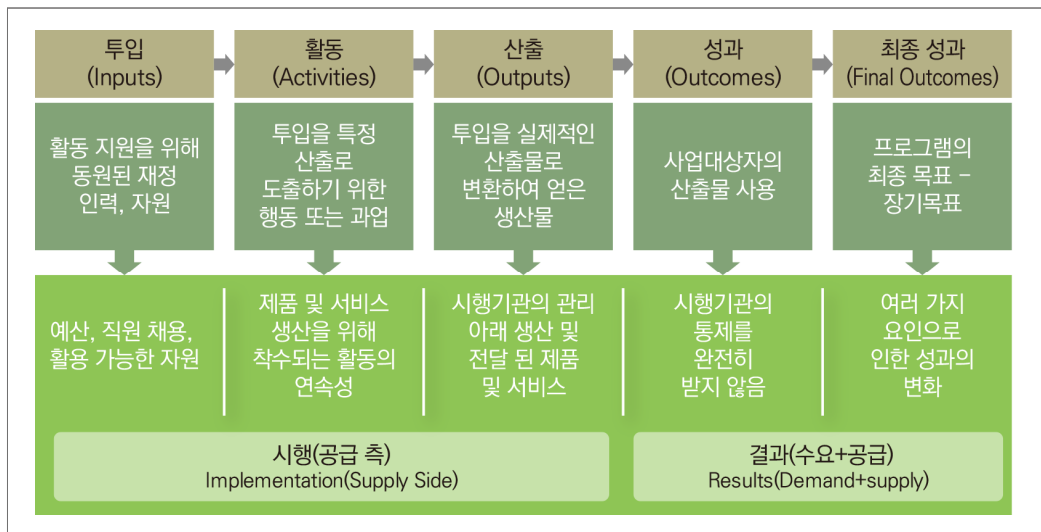 투입
(Inputs)
활동
(Activities)
산출
(Outputs)
성과
(Outcomes)
최종 성과
(Final Outcomes)
활동 지원을 위해
동원된 재정
인력, 자원
투입을 특정
산출로
도출하기 위한
행동 또는 과업
투입을 실제적인
산출물로
변환하여 얻은
생산물
사업대상자의
산출물 사용
프로그램의
최종 목표 –
장기목표
예산, 직원 채용,
활용 가능한 자원
제품 및 서비스
생산을 위해
착수되는 활동의
연속성
시행기관의 관리
아래 생산 및
전달 된 제품
및 서비스
시행기관의
통제를
완전히
받지 않음
여러 가지
요인으로
인한 성과의
변화
시행(공급 측)
Implementation(Supply Side)
결과(수요+공급)
Results(Demand+supply)